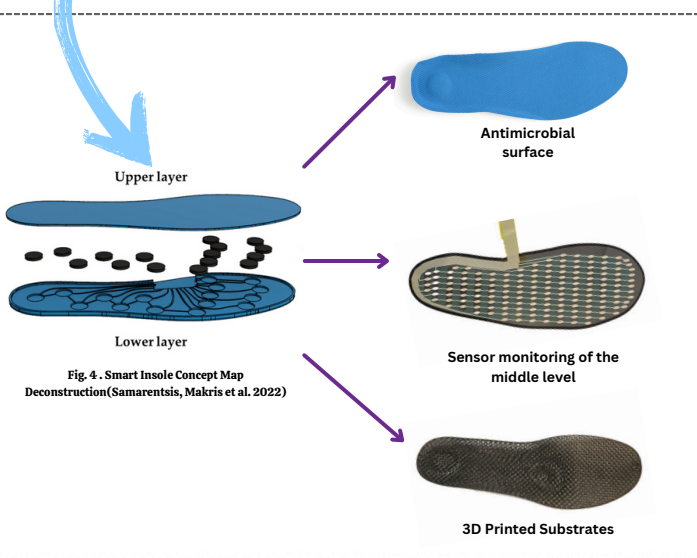 Antimicrobial
surface
Upper layer
Lower layer
Sensor monitoring of the
middle level
Fig. 4 . Smart Insole Concept Map
Deconstruction(Samarentsis, Makris et al. 2022)
3D Printed Substrates